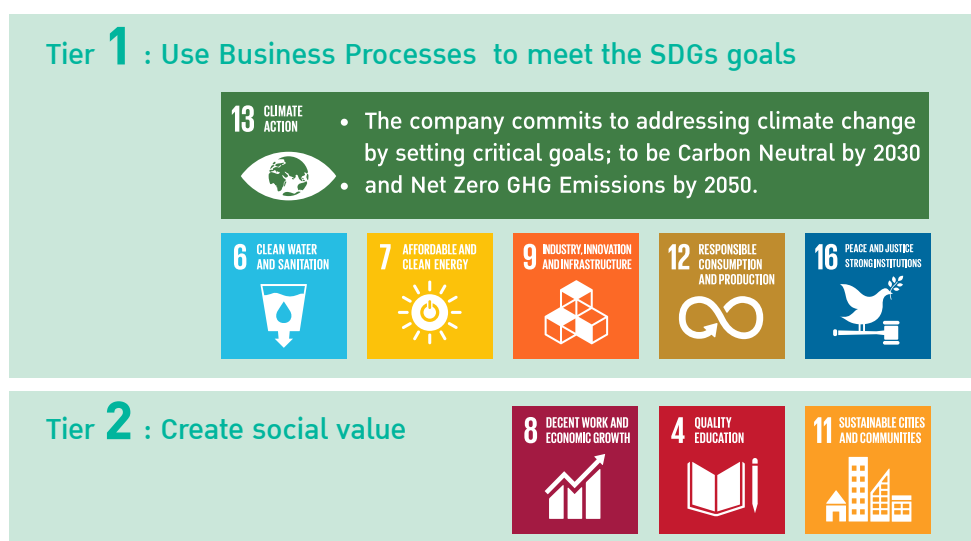 Tier 1 : Use Business Processes to meet the SDGs goals
13 CLIMATE
ACTION
• The company commits to addressing climate change
by setting critical goals; to be Carbon Neutral by 2030
• and Net Zero GHG Emissions by 2050.
6 CLEAN WATER
AND SANITATION
7 AFFORDABLE AND
CLEAN ENERGY
9 INDUSTRY, INNOVATION
AND INFRASTRUCTURE
12 RESPONSIBLE
CONSUMPTION
AND PRODUCTION
16 PEACE AND JUSTICE
STRONG INSTITUTIONS
Tier 2 : Create social value
8 DECENT WORK AND
ECONOMIC GROWTH
4 QUALITY
EDUCATION
11 SUSTAINABLE CITIES
AND COMMUNITIES